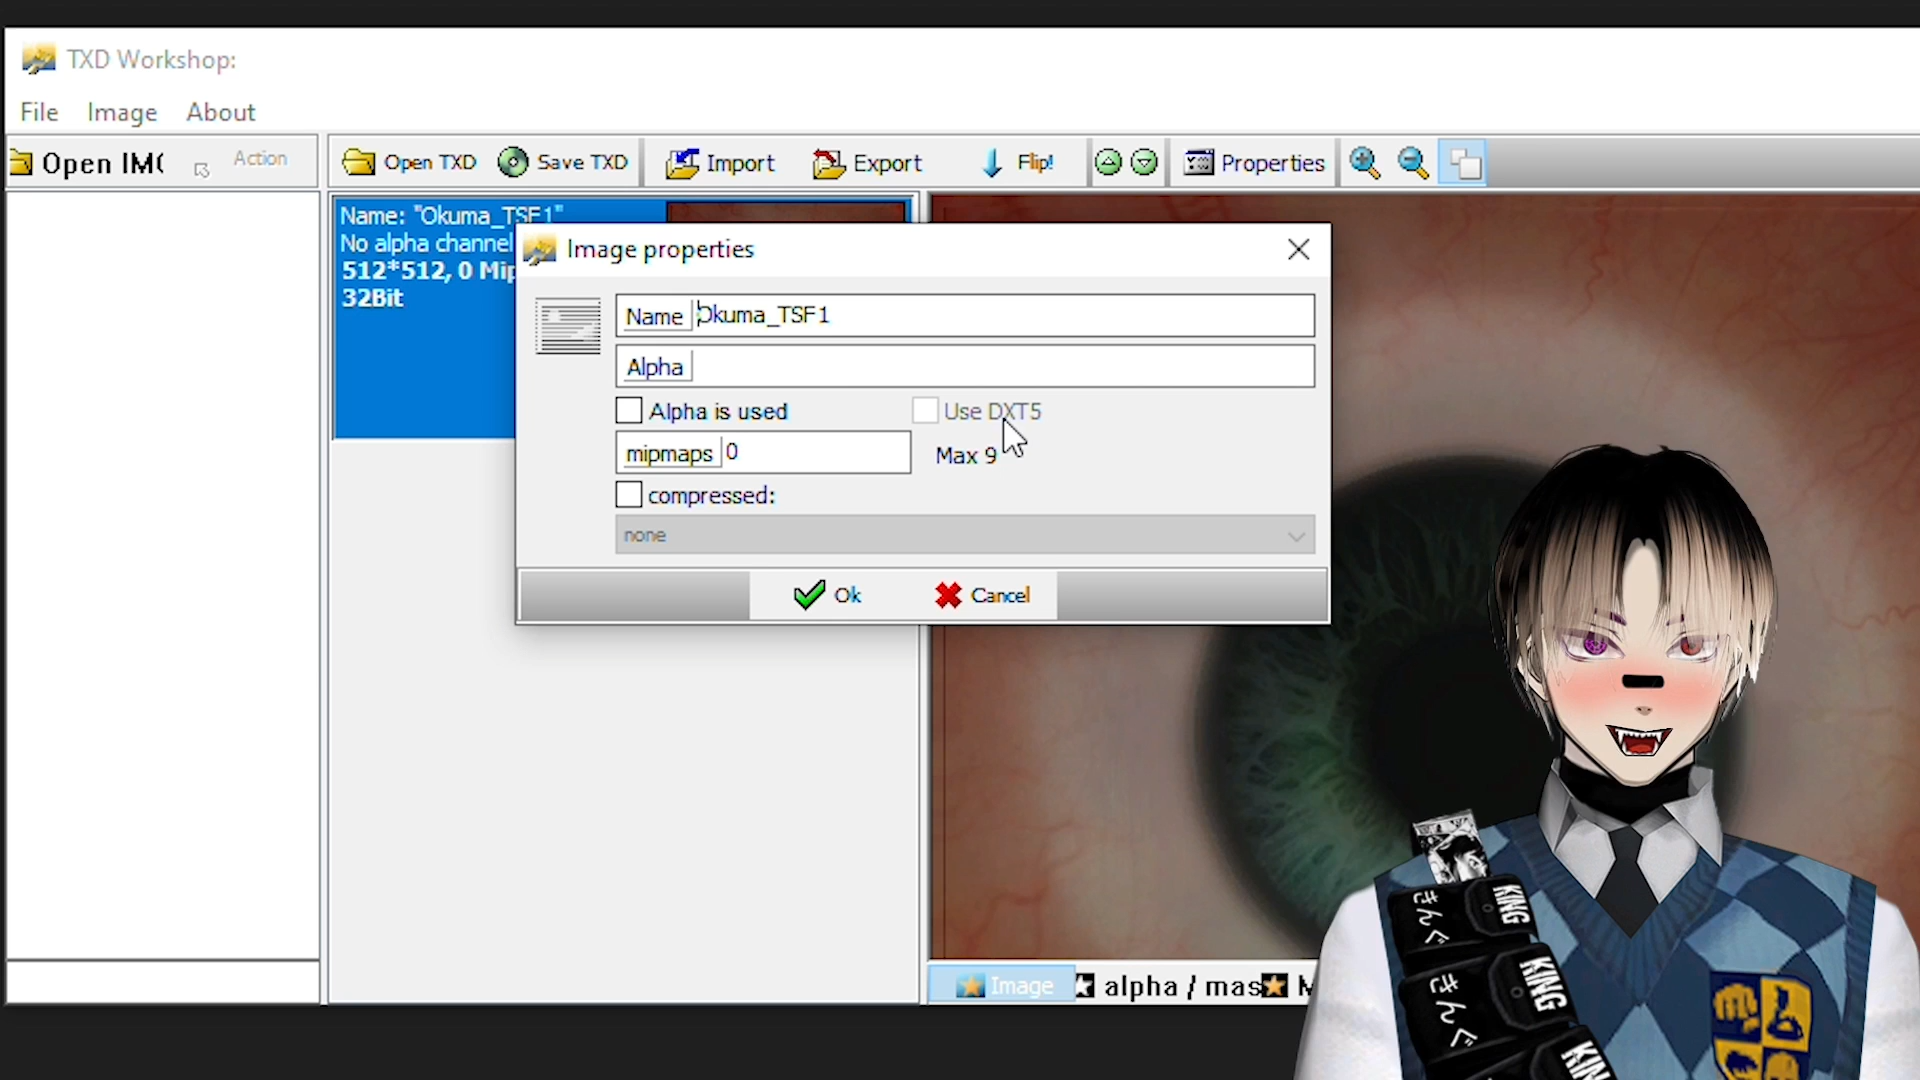 TXD Workshop:
File Image About
Open IM
Action
Open TXD Save TXD Import Export Flip! Properties
Name: "Okuma_TSF1"
No alpha channel
512*512, 0 Mip
32Bit
Image properties
Name Okuma_TSF1
Alpha
Alpha is used Use DXT5
mipmaps 0 Max 9
compressed:
none
Ok Cancel
Image alpha / mas M
KING
きんぐ
KING
きんぐ
KIN